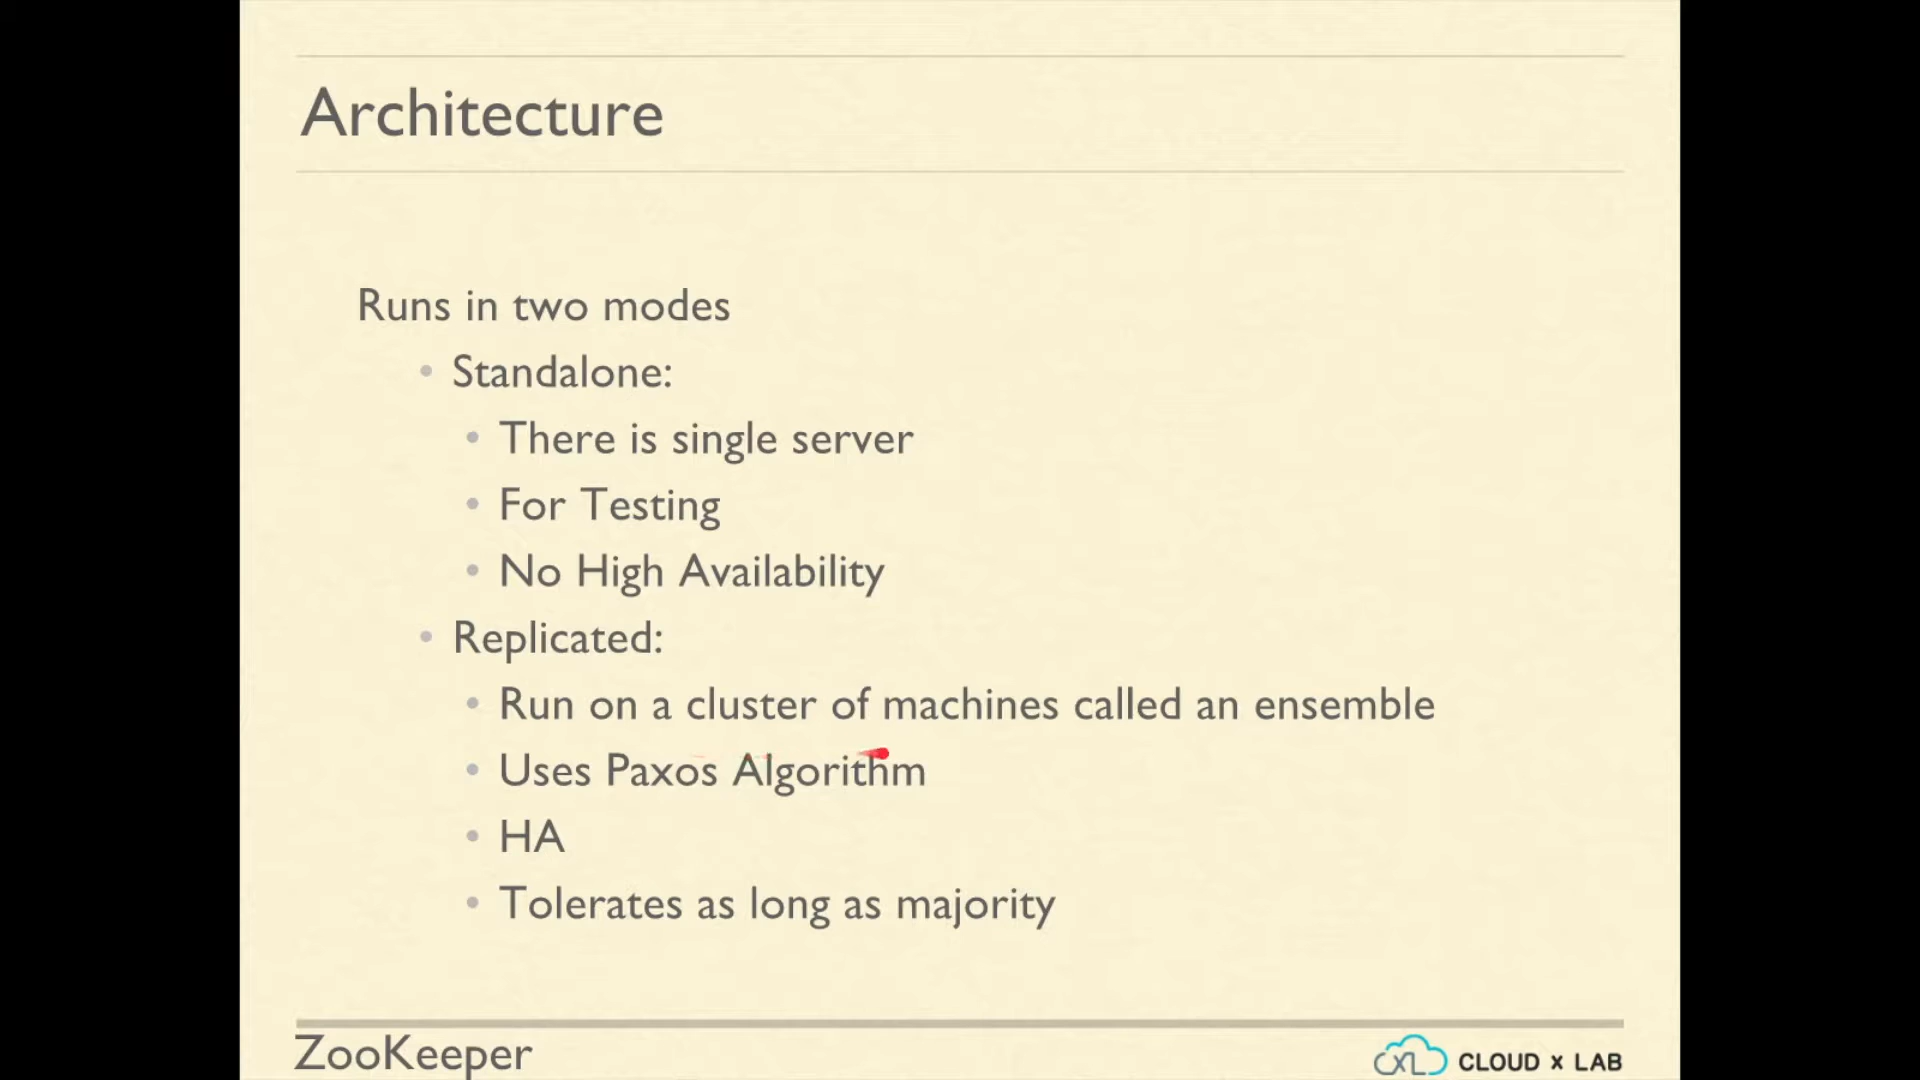 Architecture
Runs in two modes
• Standalone:
• There is single server
• For Testing
• No High Availability
• Replicated:
• Run on a cluster of machines called an ensemble
• Uses Paxos Algorithm
• HA
• Tolerates as long as majority
ZooKeeper
CXL CLOUD x LAB